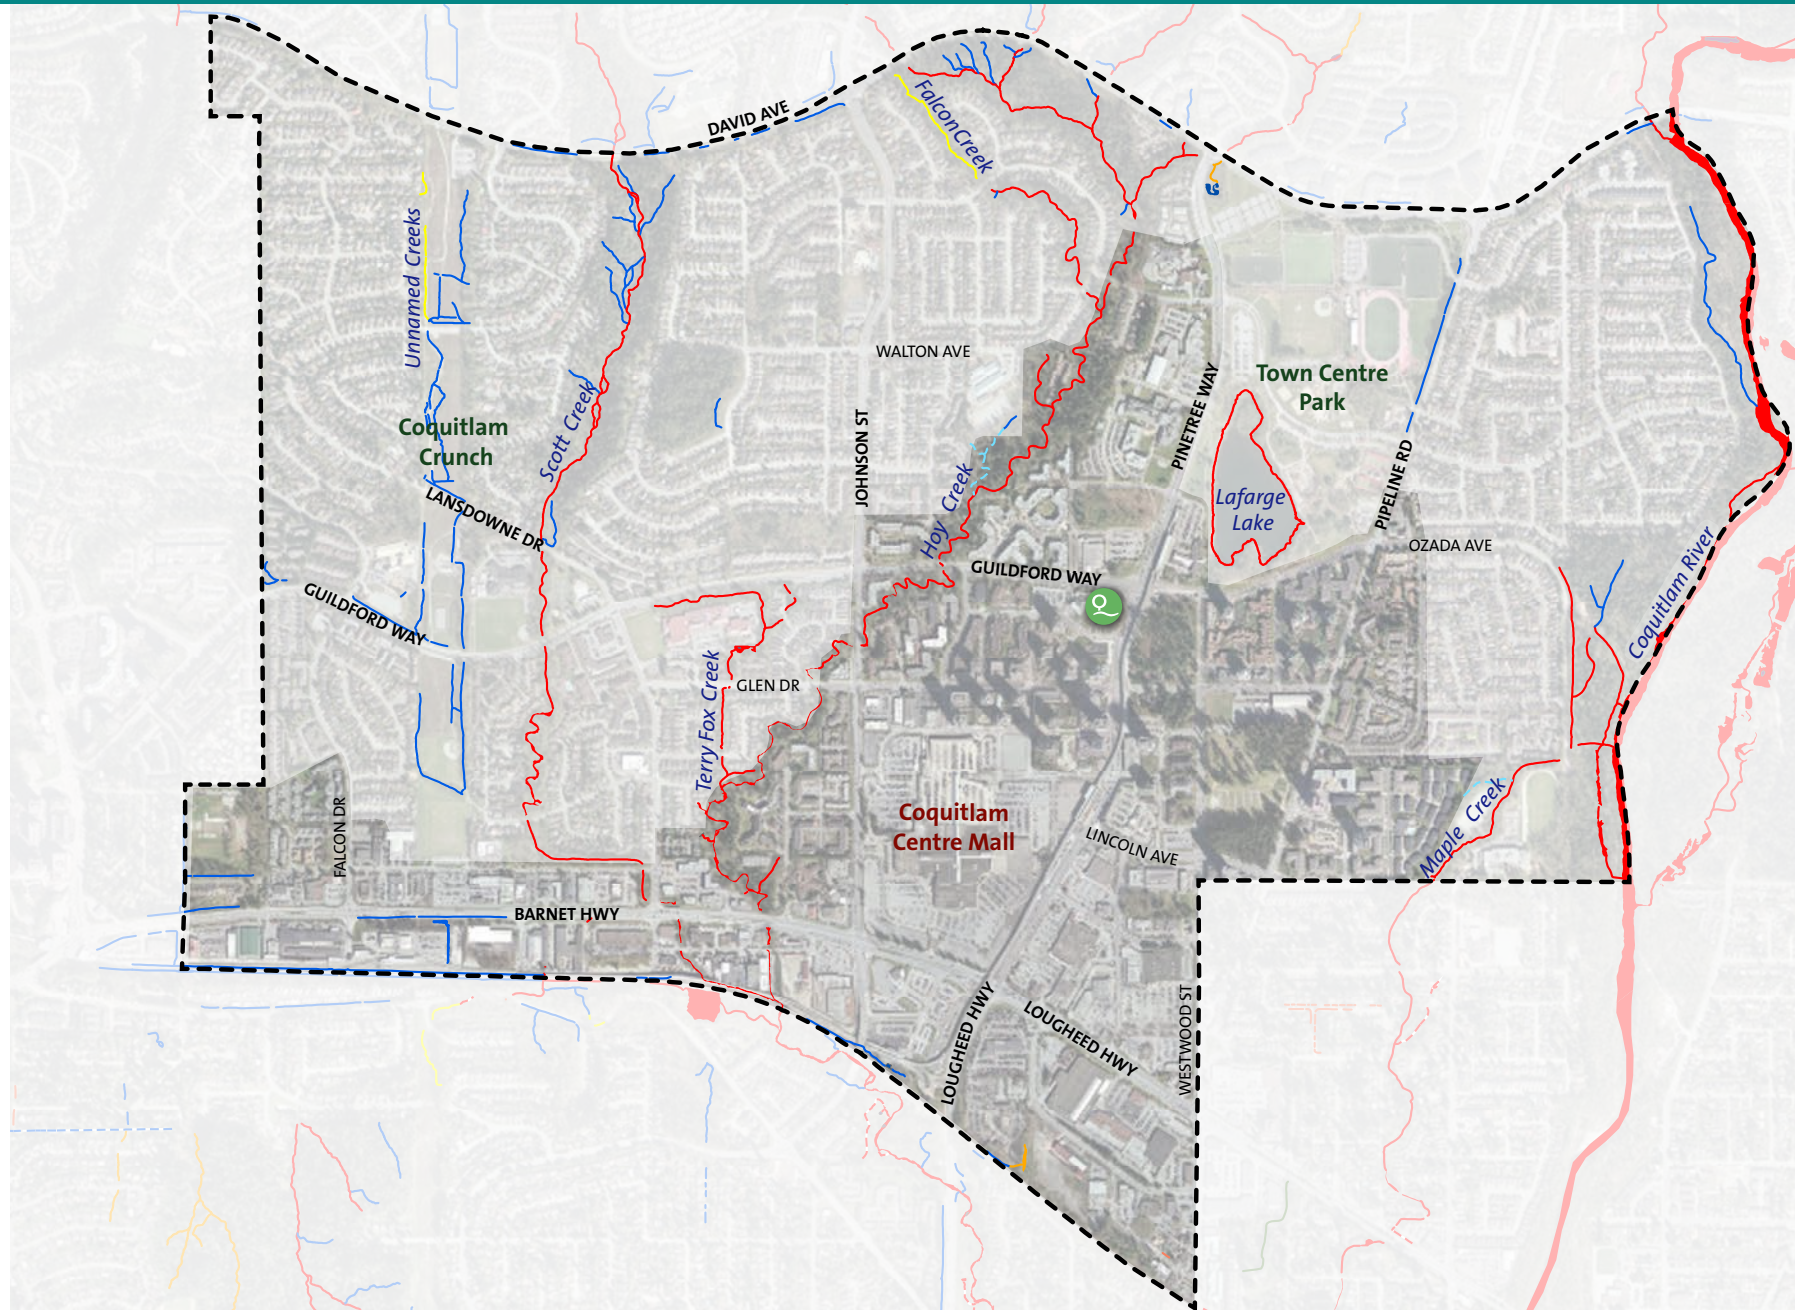 DAVID AVE
Falcon Creek
Unnamed Creeks
WALTON AVE
Town Centre
Park
PINETREE WAY
Scott Creek
Coquitlam
Crunch
JOHNSON ST
PIPELINE RD
Hoy Creek
Lafarge
Lake
LANSDOWNE DR
OZADA AVE
GUILDFORD WAY
GUILDFORD WAY
Coquitlam River
Terry Fox Creek
GLEN DR
Coquitlam
Centre Mall
LINCOLN AVE
Maple Creek
FALCON DR
BARNET HWY
LOUGHEED HWY
LOUGHEED HWY
WESTWOOD ST